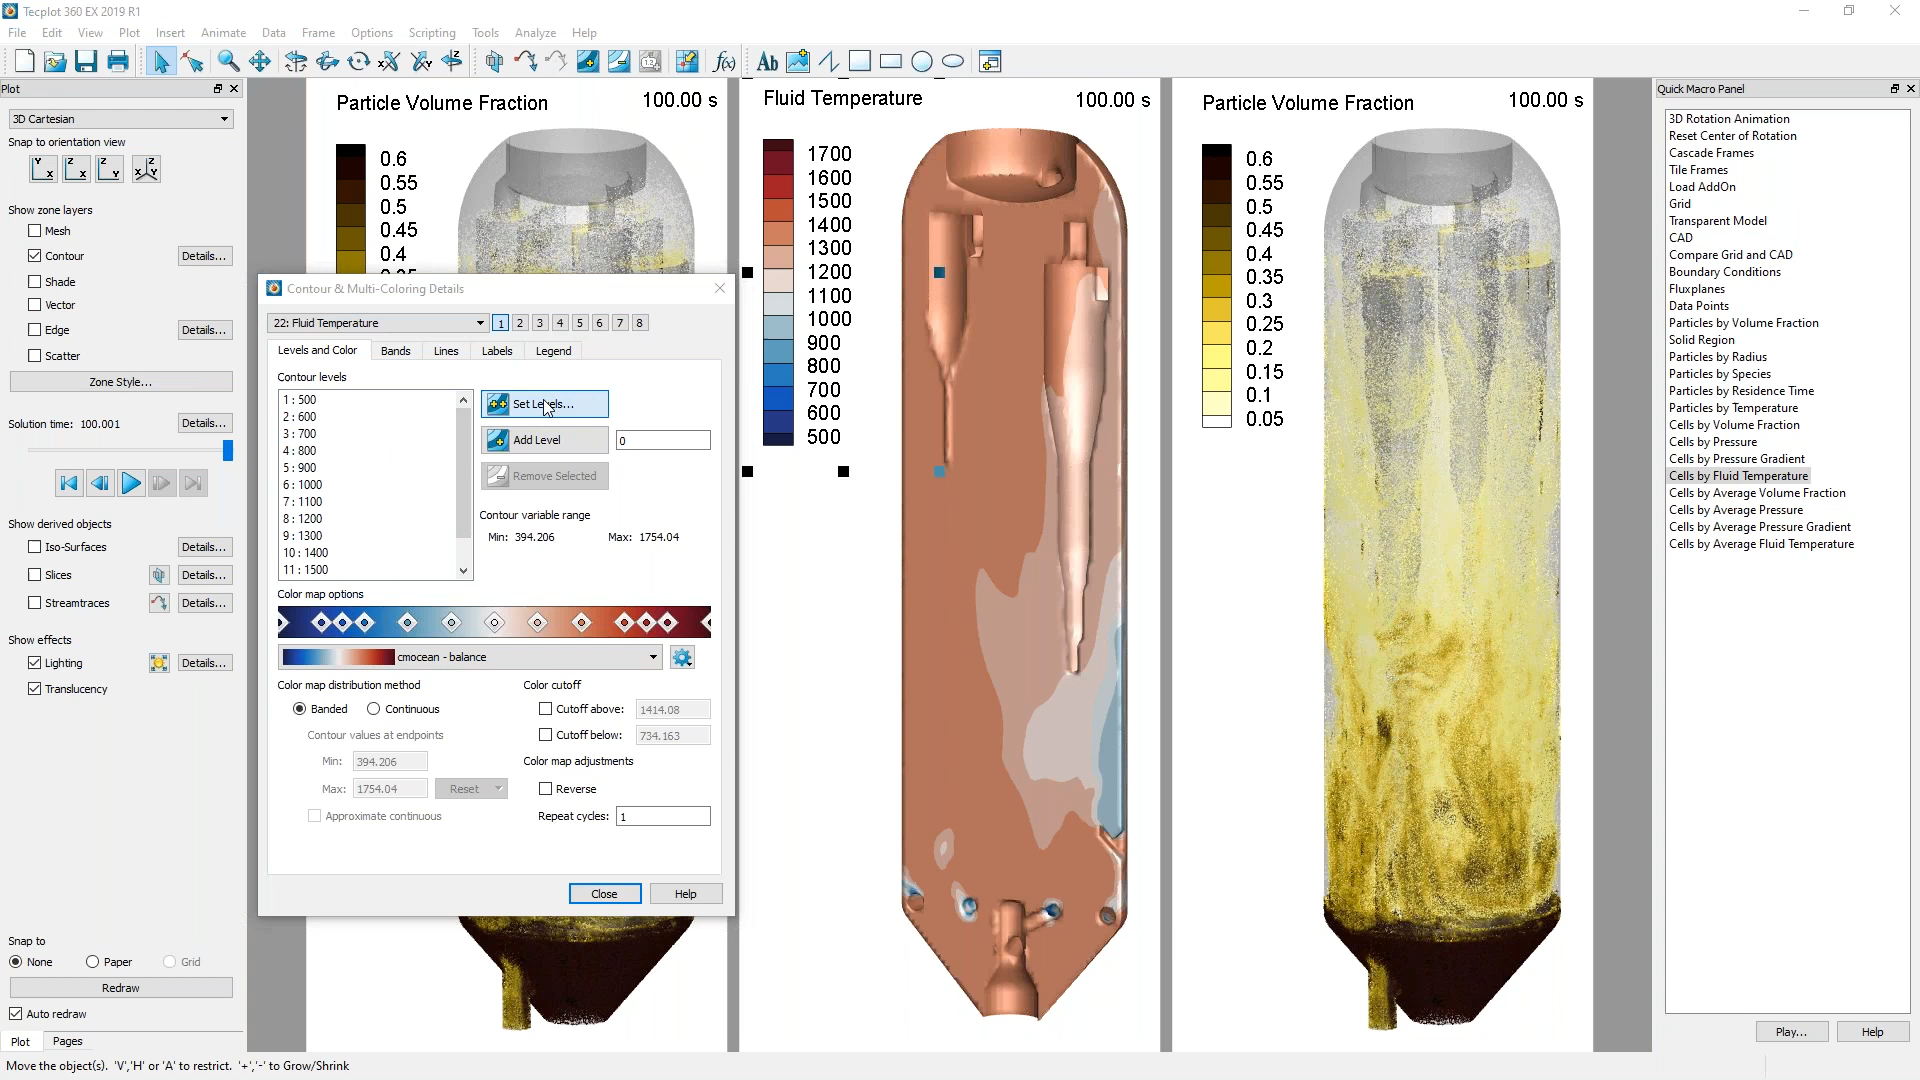 Tecplot 360 EX 2019 R1
File Edit View Plot Insert Animate Data Frame Options Scripting Tools Analyze Help
Plot
3D Cartesian
Snap to orientation view
Show zone layers
Mesh
Contour Details...
Shade
Vector
Edge Details...
Scatter
Zone Style...
Solution time: 100.001 Details...
Show derived objects
Iso-Surfaces Details...
Slices Details...
Streamtraces Details...
Show effects
Lighting Details...
Translucency
Snap to
None Paper Grid
Redraw
Auto redraw
Plot Pages
Move the object(s). 'V','H' or 'A' to restrict. '+','-' to Grow/Shrink
Particle Volume Fraction 100.00 s
0.6
0.55
0.5
0.45
0.4
Contour & Multi-Coloring Details
22: Fluid Temperature 1 2 3 4 5 6 7 8
Levels and Color Bands Lines Labels Legend
Contour levels
1 : 500
2 : 600
3 : 700
4 : 800
5 : 900
6 : 1000
7 : 1100
8 : 1200
9 : 1300
10 : 1400
11 : 1500
Set Levels...
Add Level 0
Remove Selected
Contour variable range
Min: 394.206 Max: 1754.04
Color map options
cmocean - balance
Color map distribution method
Banded Continuous
Contour values at endpoints
Min: 394.206
Max: 1754.04 Reset
Approximate continuous
Color cutoff
Cutoff above: 1414.08
Cutoff below: 734.163
Color map adjustments
Reverse
Repeat cycles: 1
Close Help
Fluid Temperature 100.00 s
1700
1600
1500
1400
1300
1200
1100
1000
900
800
700
600
500
Particle Volume Fraction 100.00 s
0.6
0.55
0.5
0.45
0.4
0.35
0.3
0.25
0.2
0.15
0.1
0.05
Quick Macro Panel
3D Rotation Animation
Reset Center of Rotation
Cascade Frames
Tile Frames
Load AddOn
Grid
Transparent Model
CAD
Compare Grid and CAD
Boundary Conditions
Fluxplanes
Data Points
Particles by Volume Fraction
Solid Region
Particles by Radius
Particles by Species
Particles by Residence Time
Particles by Temperature
Cells by Volume Fraction
Cells by Pressure
Cells by Pressure Gradient
Cells by Fluid Temperature
Cells by Average Volume Fraction
Cells by Average Pressure
Cells by Average Pressure Gradient
Cells by Average Fluid Temperature
Play... Help